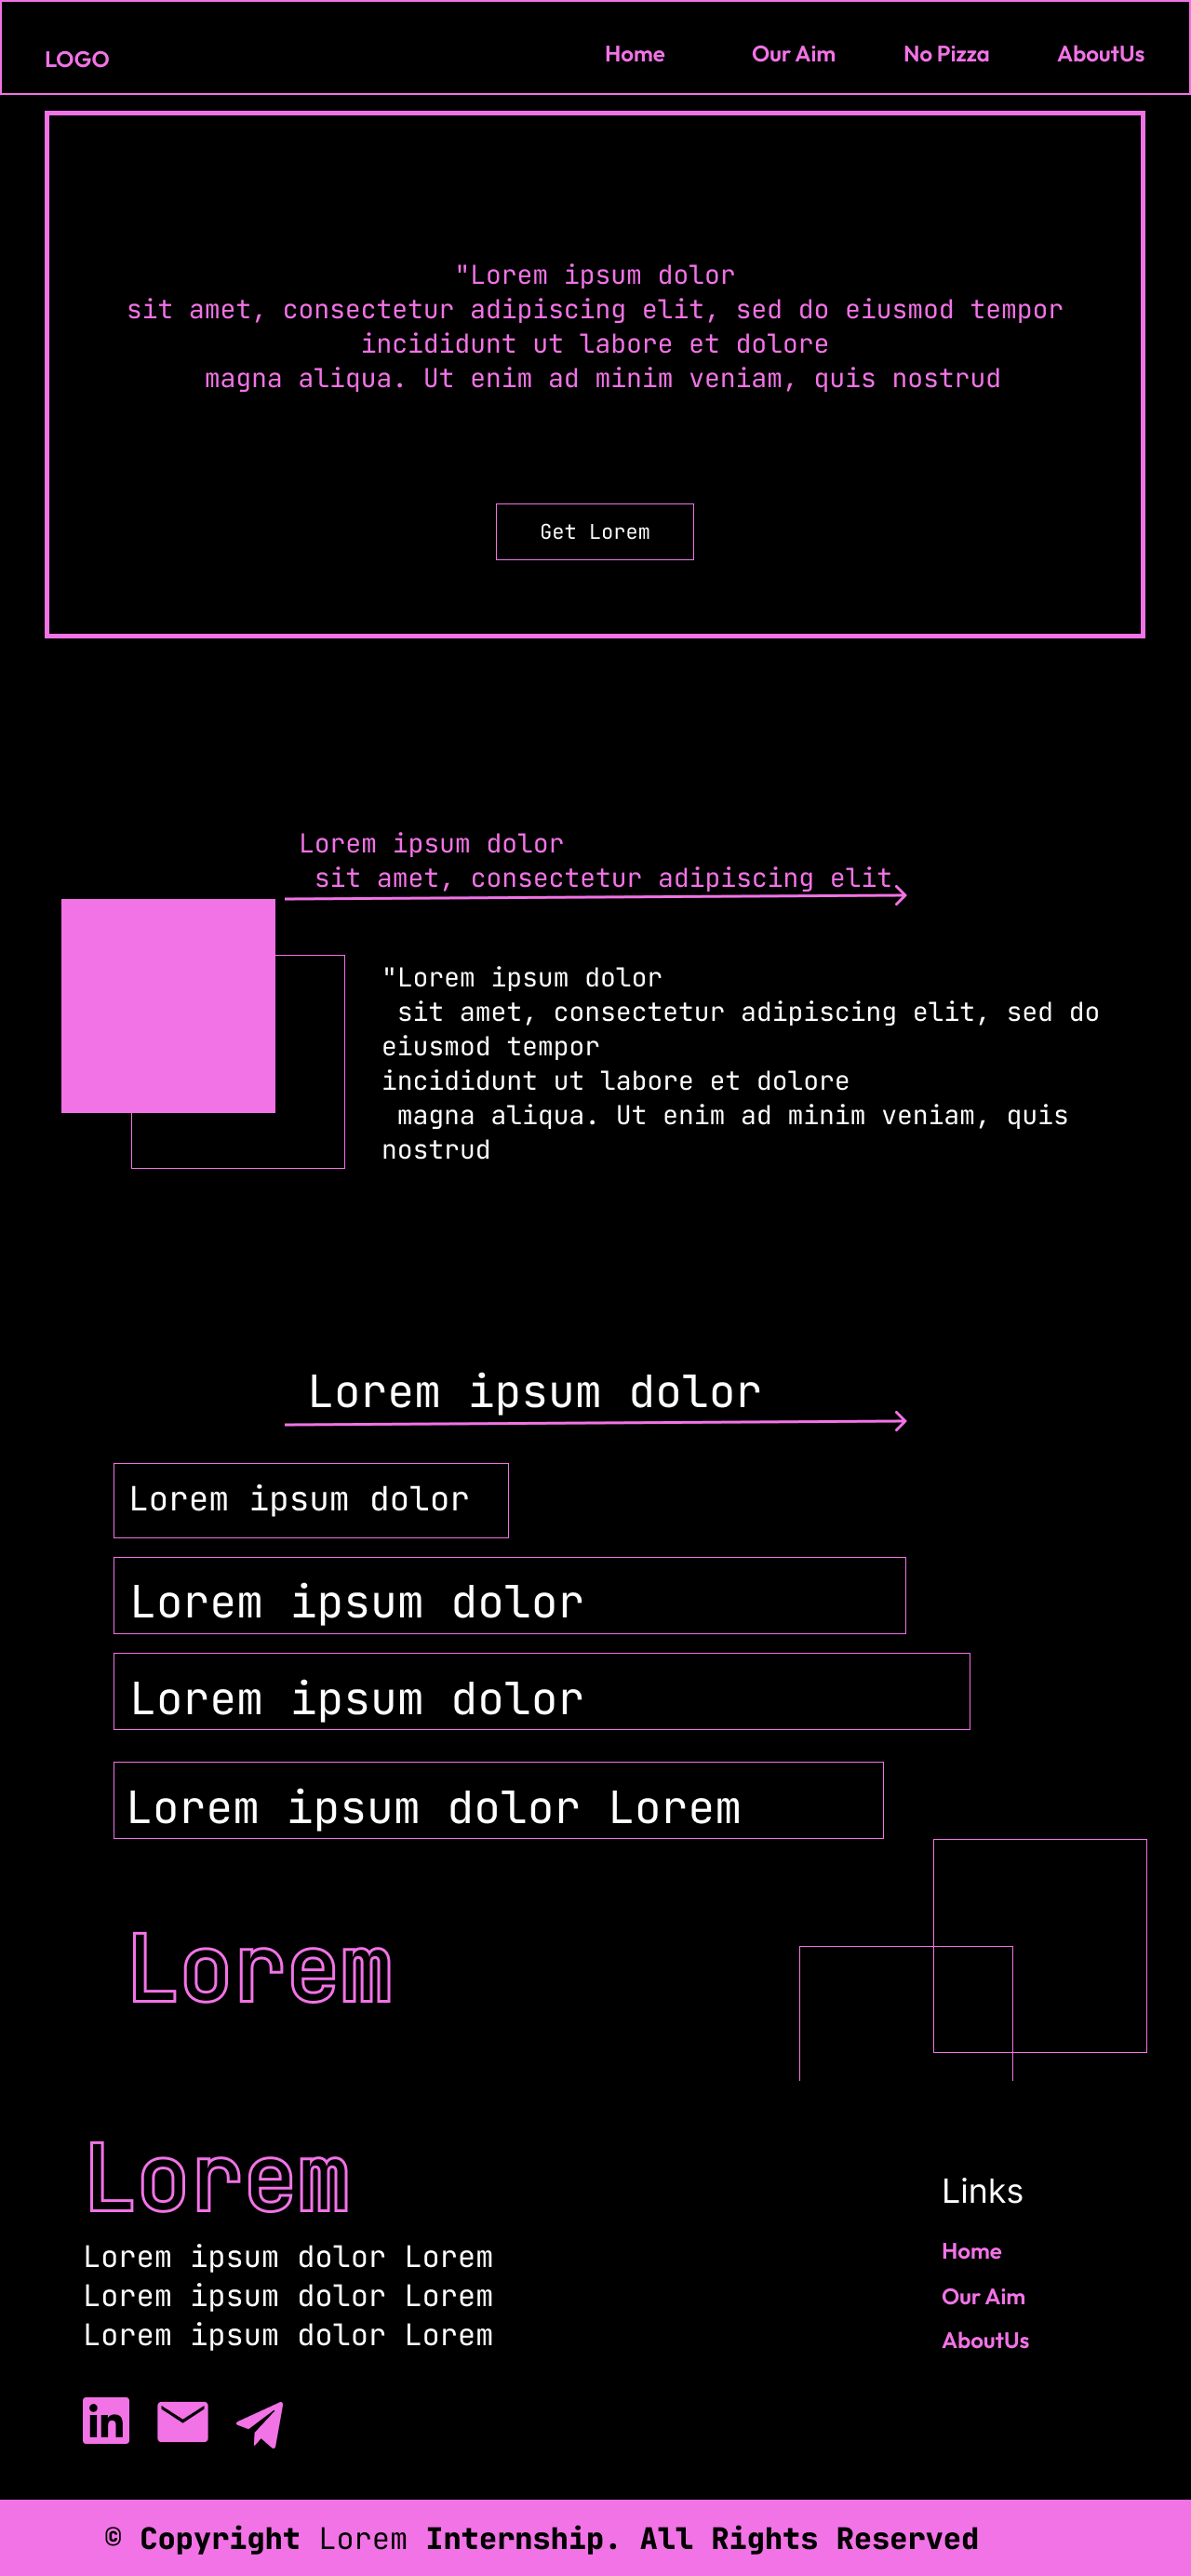 LOGO
Home
Our Aim
No Pizza
AboutUs
"Lorem ipsum dolor
sit amet, consectetur adipiscing elit, sed do eiusmod tempor
incididunt ut labore et dolore
magna aliqua. Ut enim ad minim veniam, quis nostrud
Get Lorem
Lorem ipsum dolor
sit amet, consectetur adipiscing elit
"Lorem ipsum dolor
sit amet, consectetur adipiscing elit, sed do
eiusmod tempor
incididunt ut labore et dolore
magna aliqua. Ut enim ad minim veniam, quis
nostrud
Lorem ipsum dolor
Lorem ipsum dolor
Lorem ipsum dolor
Lorem ipsum dolor
Lorem ipsum dolor Lorem
Lorem
Lorem
Lorem ipsum dolor Lorem
Lorem ipsum dolor Lorem
Lorem ipsum dolor Lorem
in
Links
Home
Our Aim
AboutUs
© Copyright Lorem Internship. All Rights Reserved